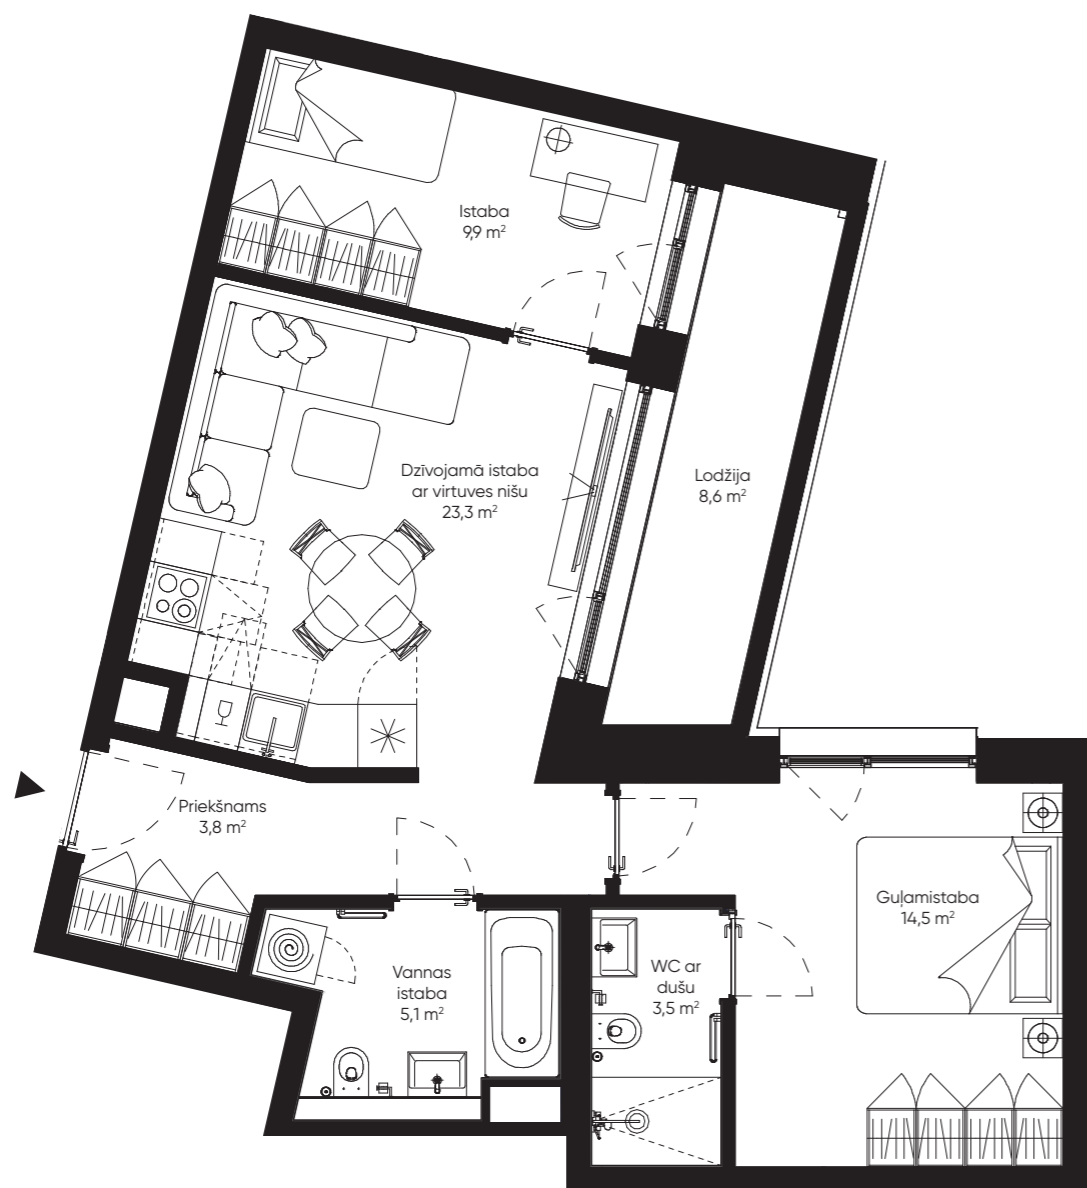 Istaba
9,9 m²
Dzīvojamā istaba
ar virtuves nišu
23,3 m²
Lodžija
8,6 m²
Priekšnams
3,8 m²
Guļamistaba
14,5 m²
Vannas
istaba
5,1 m²
WC ar
dušu
3,5 m²